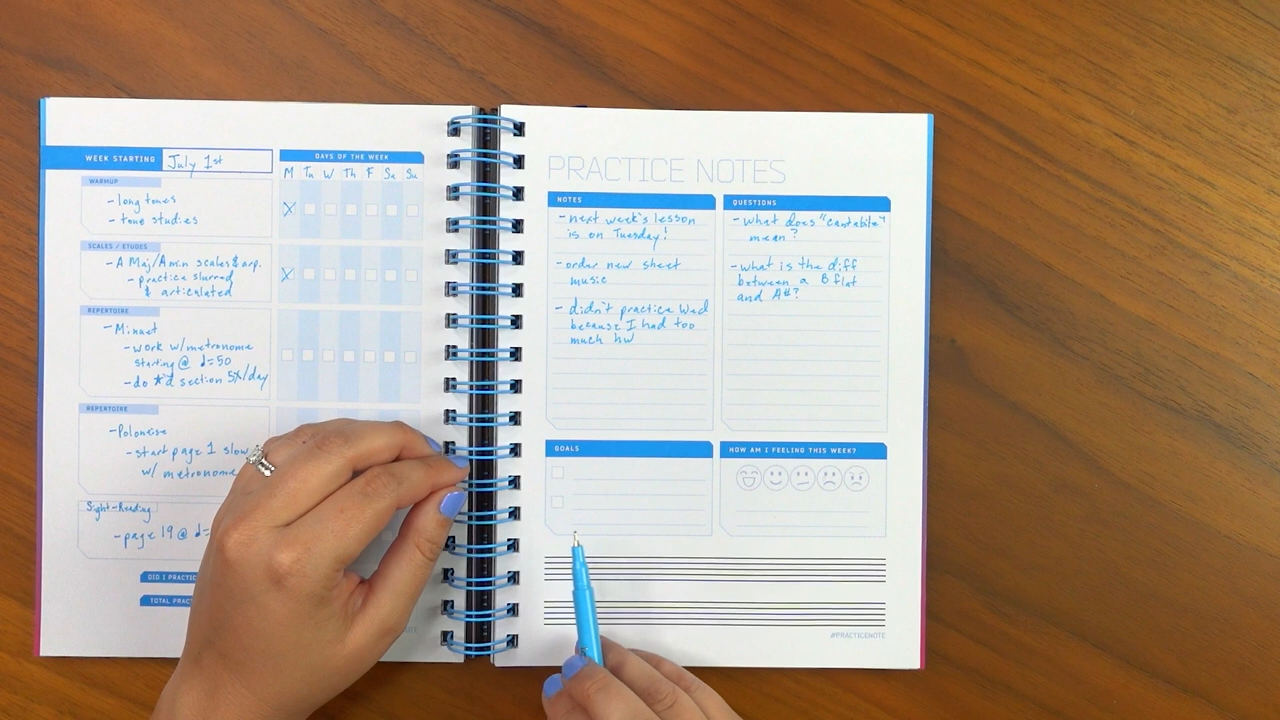 WEEK STARTING
July 1st
DAYS OF THE WEEK
M Tu W Th F Sa Su
WARMUP
- long tones
- tone studies
X
SCALES / ETUDES
- A Maj/A min scales & arp.
- practice slurred
& articulated
X
REPERTOIRE
- Minuet
- work w/metronome
starting @ ♩=50
- do ★'d section 5x/day
REPERTOIRE
- Polonaise
- start page 1 slow
w/ metronome
Sight-Reading
- page 19 @ ♩=
DID I PRACTIC
TOTAL PRAC
PRACTICE NOTES
NOTES
- next week's lesson
is on Tuesday!
- order new sheet
music
- didn't practice Wed
because I had too
much hw
QUESTIONS
- what does "cantabile"
mean?
- what is the diff
between a B flat
and A#?
GOALS
HOW AM I FEELING THIS WEEK?
#PRACTICENOTE